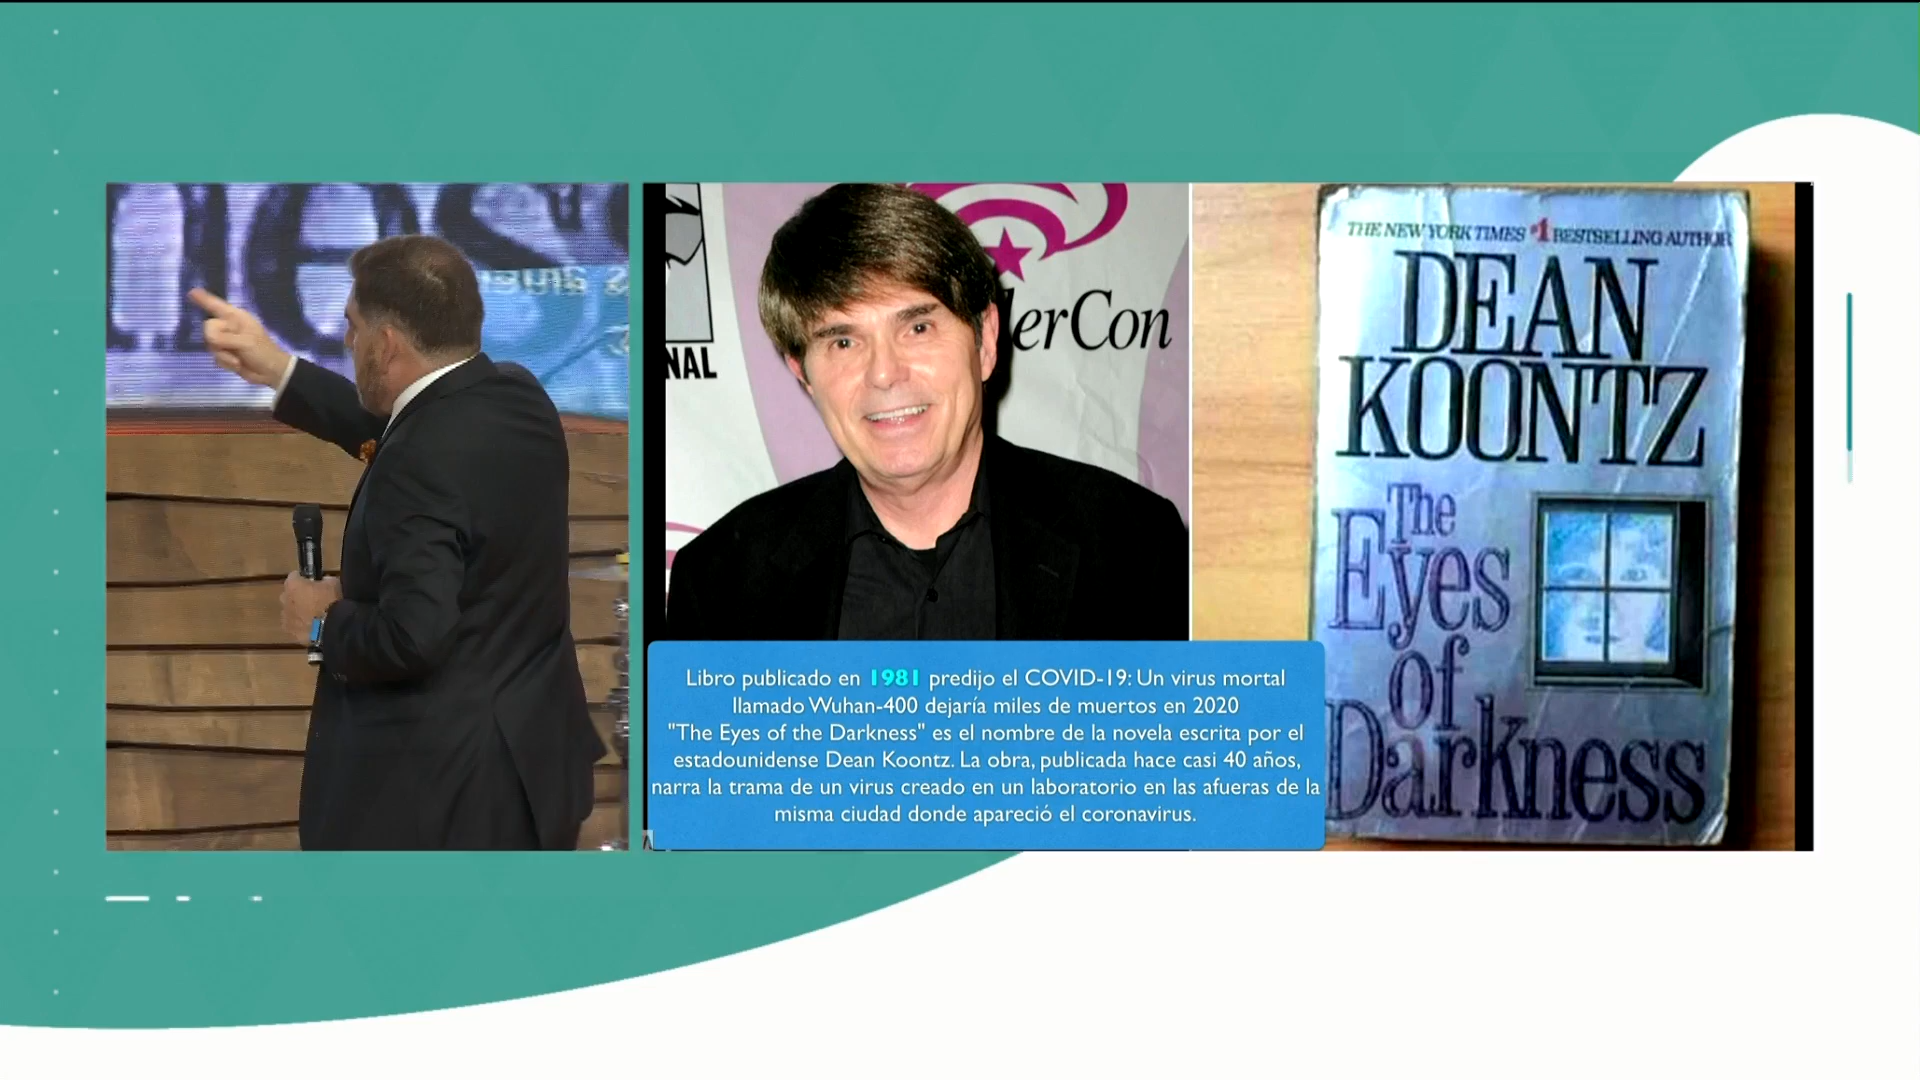 NAL
erCon
THE NEW YORK TIMES #1 BESTSELLING AUTHOR
DEAN
KOONTZ
The
Eyes
of
Darkness
Libro publicado en 1981 predijo el COVID-19: Un virus mortal
llamado Wuhan-400 dejaría miles de muertos en 2020
"The Eyes of the Darkness" es el nombre de la novela escrita por el
estadounidense Dean Koontz. La obra, publicada hace casi 40 años,
narra la trama de un virus creado en un laboratorio en las afueras de la
misma ciudad donde apareció el coronavirus.